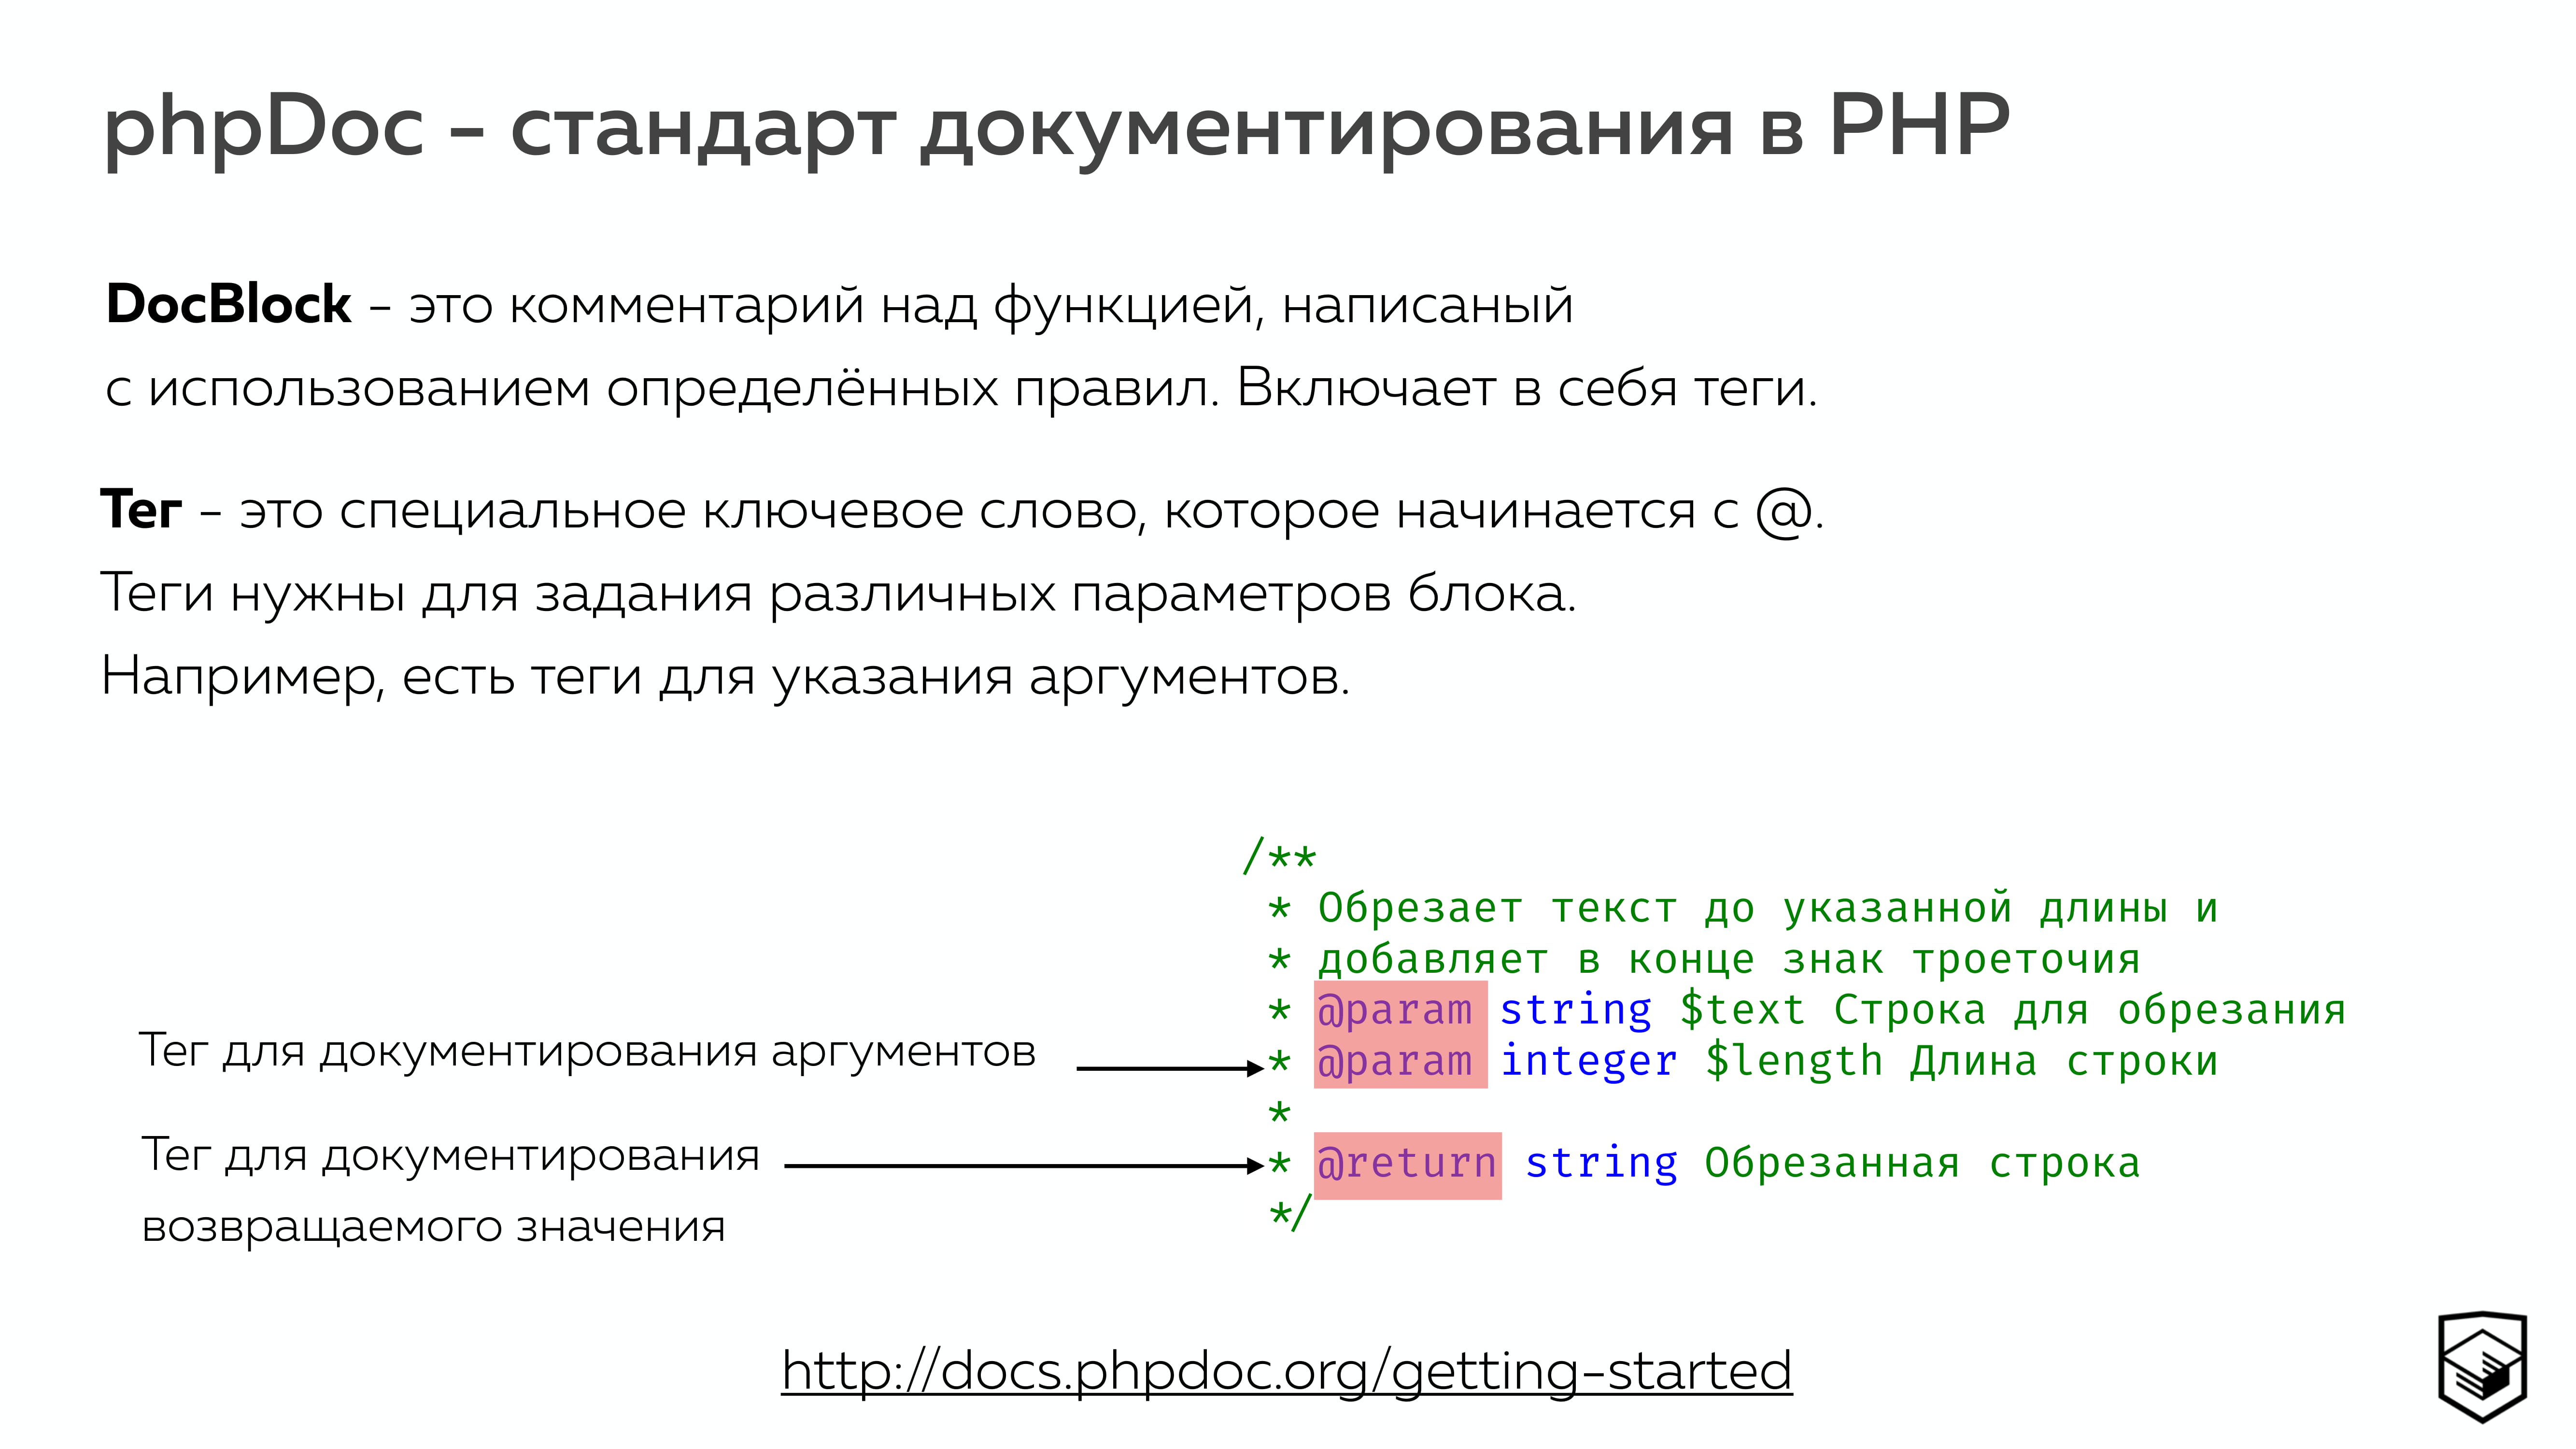 phpDoc - стандарт документирования в PHP
DocBlock - это комментарий над функцией, написаный
с использованием определённых правил. Включает в себя теги.
Тег - это специальное ключевое слово, которое начинается с @.
Теги нужны для задания различных параметров блока.
Например, есть теги для указания аргументов.
/**
* Обрезает текст до указанной длины и
* добавляет в конце знак троеточия
* @param string $text Строка для обрезания
Тег для документирования аргументов
* @param integer $length Длина строки
*
Тег для документирования
* @return string Обрезанная строка
возвращаемого значения
*/
http://docs.phpdoc.org/getting-started